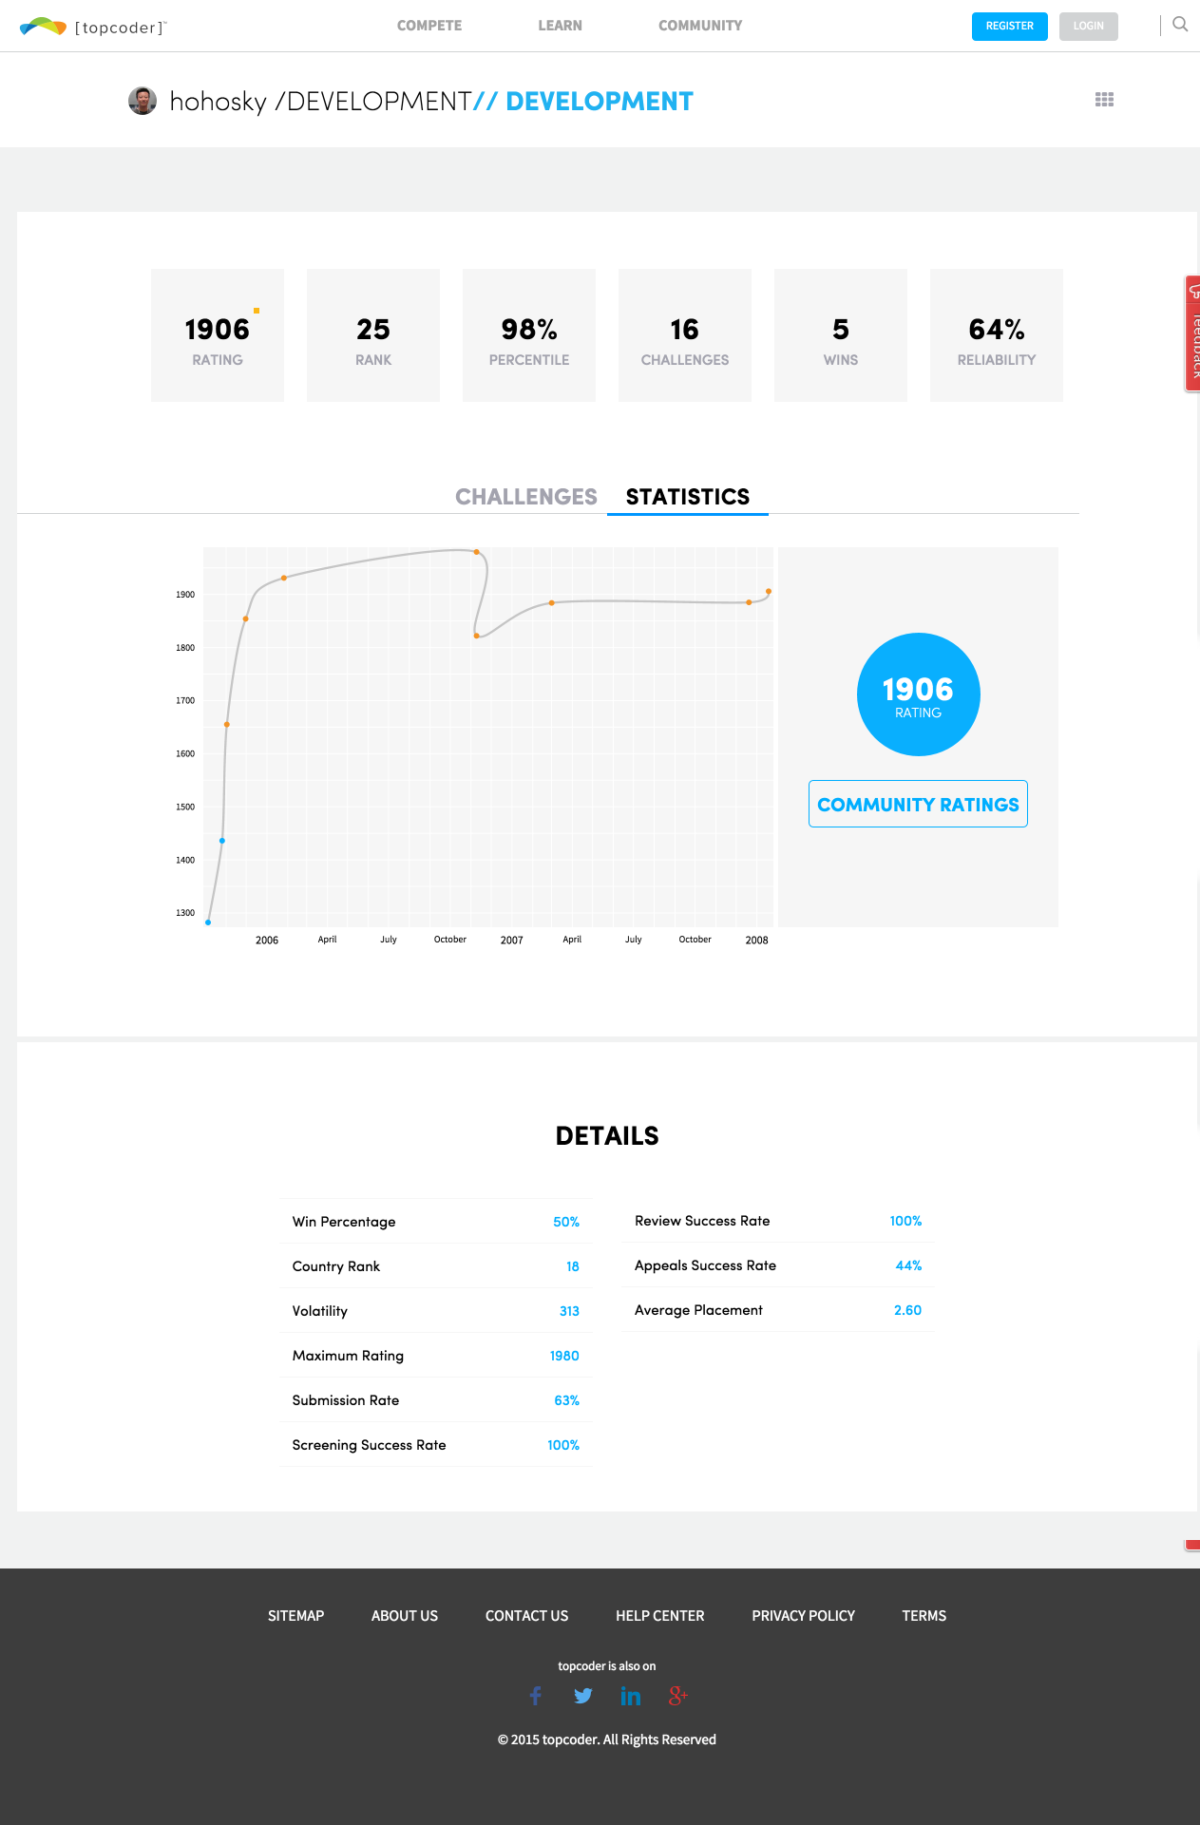 [topcoder]™
COMPETE LEARN COMMUNITY
REGISTER LOGIN
hohosky /DEVELOPMENT// DEVELOPMENT
1906 25 98% 16 5 64%
RATING RANK PERCENTILE CHALLENGES WINS RELIABILITY
feedback
CHALLENGES STATISTICS
1900
1800
1700
1600
1500
1400
1300
2006 April July October 2007 April July October 2008
1906
RATING
COMMUNITY RATINGS
DETAILS
Win Percentage 50%
Country Rank 18
Volatility 313
Maximum Rating 1980
Submission Rate 63%
Screening Success Rate 100%
Review Success Rate 100%
Appeals Success Rate 44%
Average Placement 2.60
SITEMAP ABOUT US CONTACT US HELP CENTER PRIVACY POLICY TERMS
topcoder is also on
© 2015 topcoder. All Rights Reserved